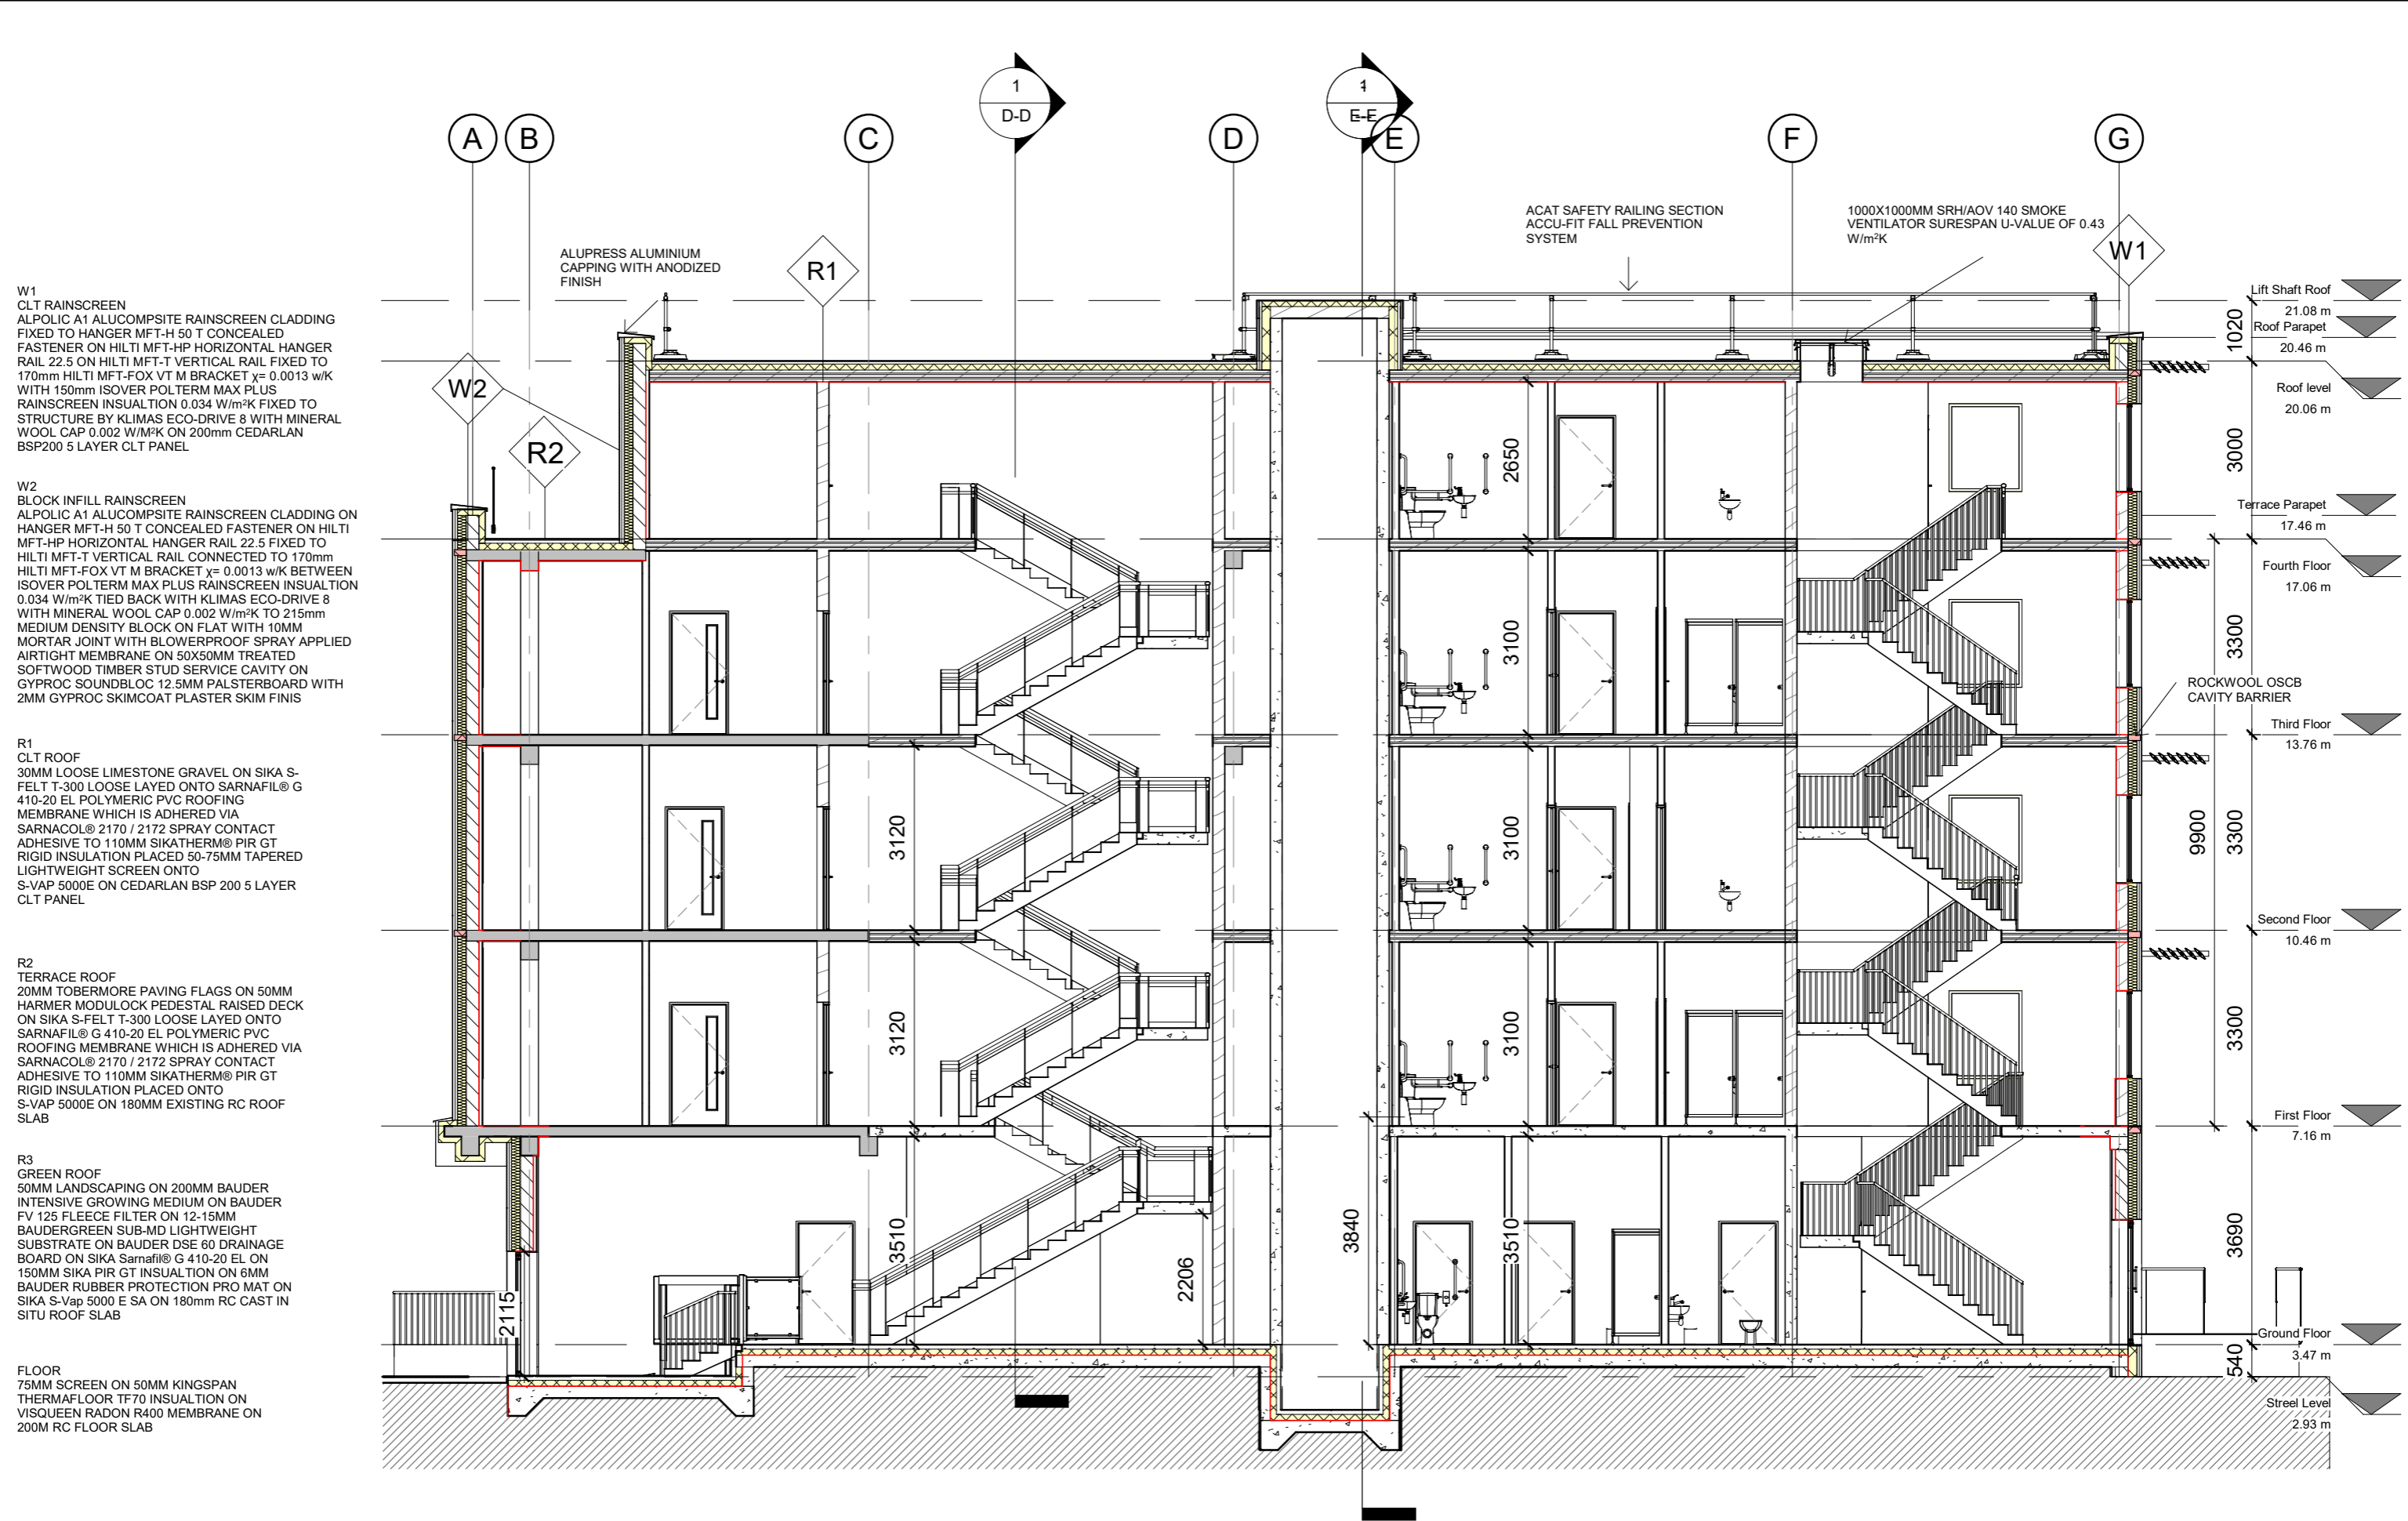 1
D-D
1
E-E
A
B
C
D
E
F
G
ACAT SAFETY RAILING SECTION
ACCU-FIT FALL PREVENTION
SYSTEM
1000X1000MM SRH/AOV 140 SMOKE
VENTILATOR SURESPAN U-VALUE OF 0.43
W/m²K
ALUPRESS ALUMINIUM
CAPPING WITH ANODIZED
FINISH
R1
W1
W2
R2
W1
CLT RAINSCREEN
ALPOLIC A1 ALUCOMPSITE RAINSCREEN CLADDING
FIXED TO HANGER MFT-H 50 T CONCEALED
FASTENER ON HILTI MFT-HP HORIZONTAL HANGER
RAIL 22.5 ON HILTI MFT-T VERTICAL RAIL FIXED TO
170mm HILTI MFT-FOX VT M BRACKET χ= 0.0013 w/K
WITH 150mm ISOVER POLTERM MAX PLUS
RAINSCREEN INSUALTION 0.034 W/m²K FIXED TO
STRUCTURE BY KLIMAS ECO-DRIVE 8 WITH MINERAL
WOOL CAP 0.002 W/M²K ON 200mm CEDARLAN
BSP200 5 LAYER CLT PANEL
W2
BLOCK INFILL RAINSCREEN
ALPOLIC A1 ALUCOMPSITE RAINSCREEN CLADDING ON
HANGER MFT-H 50 T CONCEALED FASTENER ON HILTI
MFT-HP HORIZONTAL HANGER RAIL 22.5 FIXED TO
HILTI MFT-T VERTICAL RAIL CONNECTED TO 170mm
HILTI MFT-FOX VT M BRACKET χ= 0.0013 w/K BETWEEN
ISOVER POLTERM MAX PLUS RAINSCREEN INSUALTION
0.034 W/m²K TIED BACK WITH KLIMAS ECO-DRIVE 8
WITH MINERAL WOOL CAP 0.002 W/m²K TO 215mm
MEDIUM DENSITY BLOCK ON FLAT WITH 10MM
MORTAR JOINT WITH BLOWERPROOF SPRAY APPLIED
AIRTIGHT MEMBRANE ON 50X50MM TREATED
SOFTWOOD TIMBER STUD SERVICE CAVITY ON
GYPROC SOUNDBLOC 12.5MM PALSTERBOARD WITH
2MM GYPROC SKIMCOAT PLASTER SKIM FINIS
R1
CLT ROOF
30MM LOOSE LIMESTONE GRAVEL ON SIKA S-
FELT T-300 LOOSE LAYED ONTO SARNAFIL® G
410-20 EL POLYMERIC PVC ROOFING
MEMBRANE WHICH IS ADHERED VIA
SARNACOL® 2170 / 2172 SPRAY CONTACT
ADHESIVE TO 110MM SIKATHERM® PIR GT
RIGID INSULATION PLACED 50-75MM TAPERED
LIGHTWEIGHT SCREEN ONTO
S-VAP 5000E ON CEDARLAN BSP 200 5 LAYER
CLT PANEL
R2
TERRACE ROOF
20MM TOBERMORE PAVING FLAGS ON 50MM
HARMER MODULOCK PEDESTAL RAISED DECK
ON SIKA S-FELT T-300 LOOSE LAYED ONTO
SARNAFIL® G 410-20 EL POLYMERIC PVC
ROOFING MEMBRANE WHICH IS ADHERED VIA
SARNACOL® 2170 / 2172 SPRAY CONTACT
ADHESIVE TO 110MM SIKATHERM® PIR GT
RIGID INSULATION PLACED ONTO
S-VAP 5000E ON 180MM EXISTING RC ROOF
SLAB
R3
GREEN ROOF
50MM LANDSCAPING ON 200MM BAUDER
INTENSIVE GROWING MEDIUM ON BAUDER
FV 125 FLEECE FILTER ON 12-15MM
BAUDERGREEN SUB-MD LIGHTWEIGHT
SUBSTRATE ON BAUDER DSE 60 DRAINAGE
BOARD ON SIKA Sarnafil® G 410-20 EL ON
150MM SIKA PIR GT INSUALTION ON 6MM
BAUDER RUBBER PROTECTION PRO MAT ON
SIKA S-Vap 5000 E SA ON 180mm RC CAST IN
SITU ROOF SLAB
FLOOR
75MM SCREEN ON 50MM KINGSPAN
THERMAFLOOR TF70 INSUALTION ON
VISQUEEN RADON R400 MEMBRANE ON
200M RC FLOOR SLAB
2650
3100
3100
3100
3510
3120
3120
3510
2206
3840
2115
1020
3000
3300
3300
3300
9900
3690
540
ROCKWOOL OSCB
CAVITY BARRIER
Lift Shaft Roof
21.08 m
Roof Parapet
20.46 m
Roof level
20.06 m
Terrace Parapet
17.46 m
Fourth Floor
17.06 m
Third Floor
13.76 m
Second Floor
10.46 m
First Floor
7.16 m
Ground Floor
3.47 m
Streel Level
2.93 m